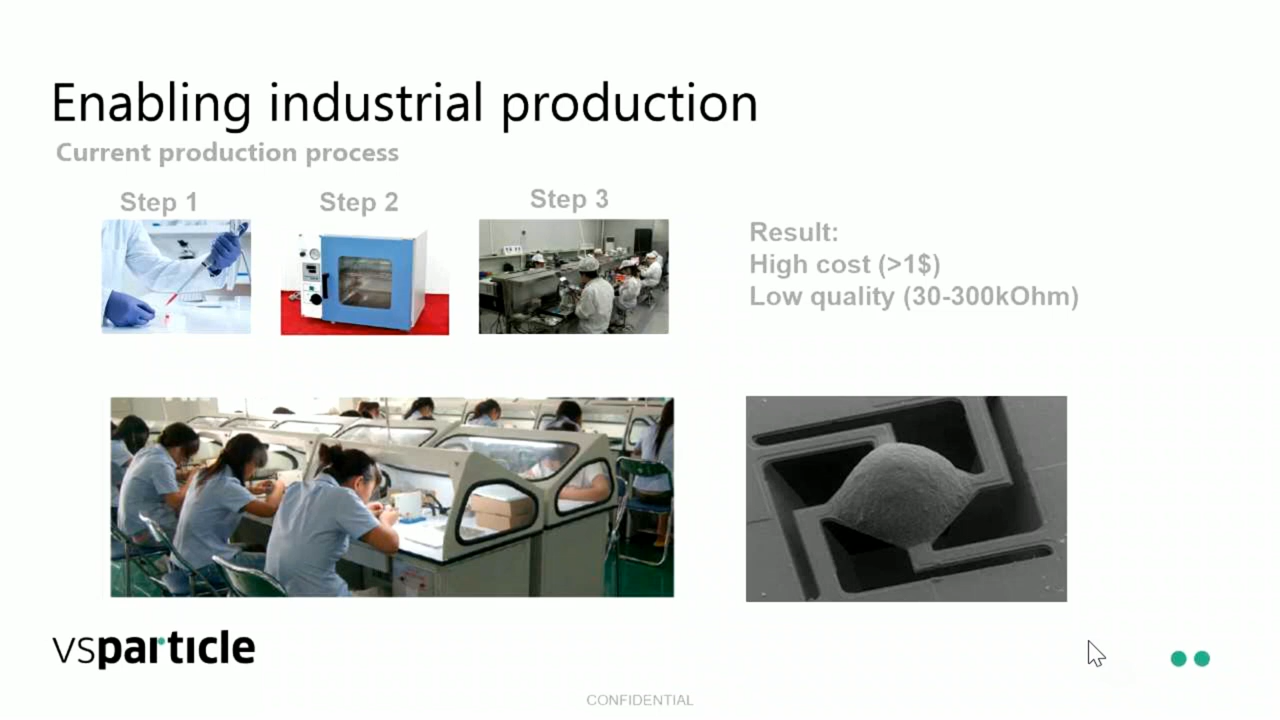 Enabling industrial production
Current production process
Step 1
Step 2
Step 3
Result:
High cost (>1$)
Low quality (30-300kOhm)
vsparticle
CONFIDENTIAL